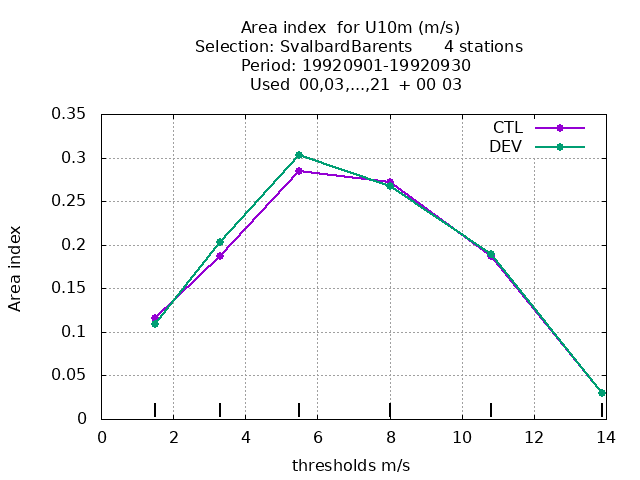 Area index  for U10m (m/s)
Selection: SvalbardBarents      4 stations
Period: 19920901-19920930
Used  00,03,...,21  + 00 03
0.35
0.3
0.25
0.2
0.15
0.1
0.05
0
Area index
CTL
DEV
0 2 4 6 8 10 12 14
thresholds m/s